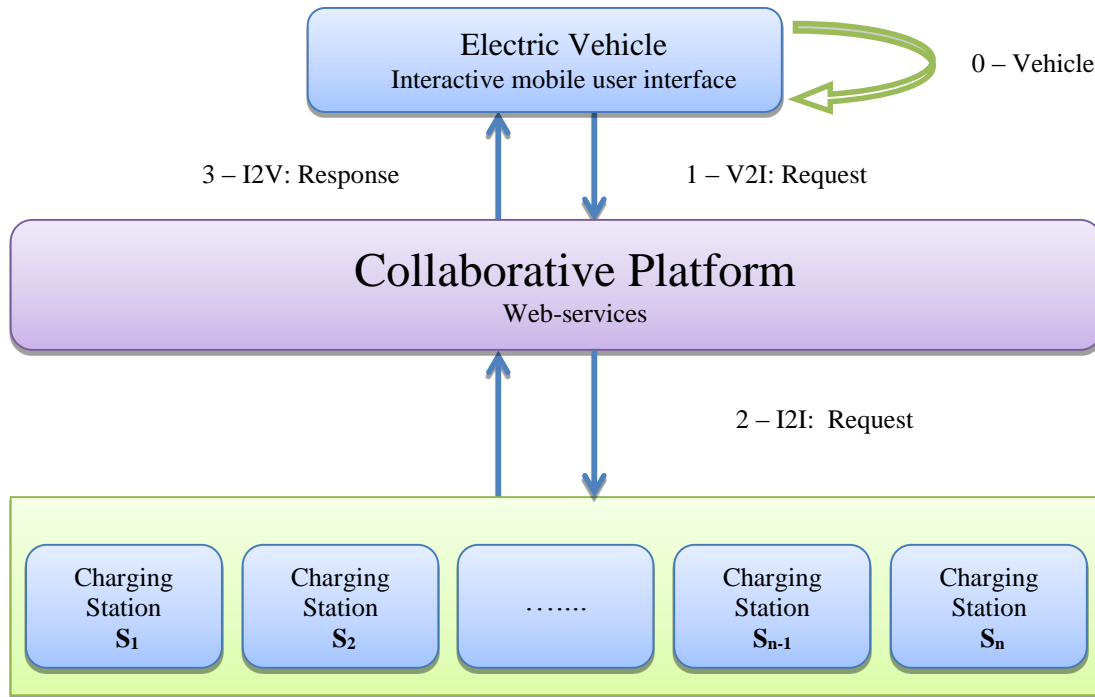 Electric Vehicle
Interactive mobile user interface
0 – Vehicle
3 – I2V: Response
1 – V2I: Request
Collaborative Platform
Web-services
2 – I2I:  Request
Charging
Station
S1
Charging
Station
S2
…....
Charging
Station
Sn-1
Charging
Station
Sn